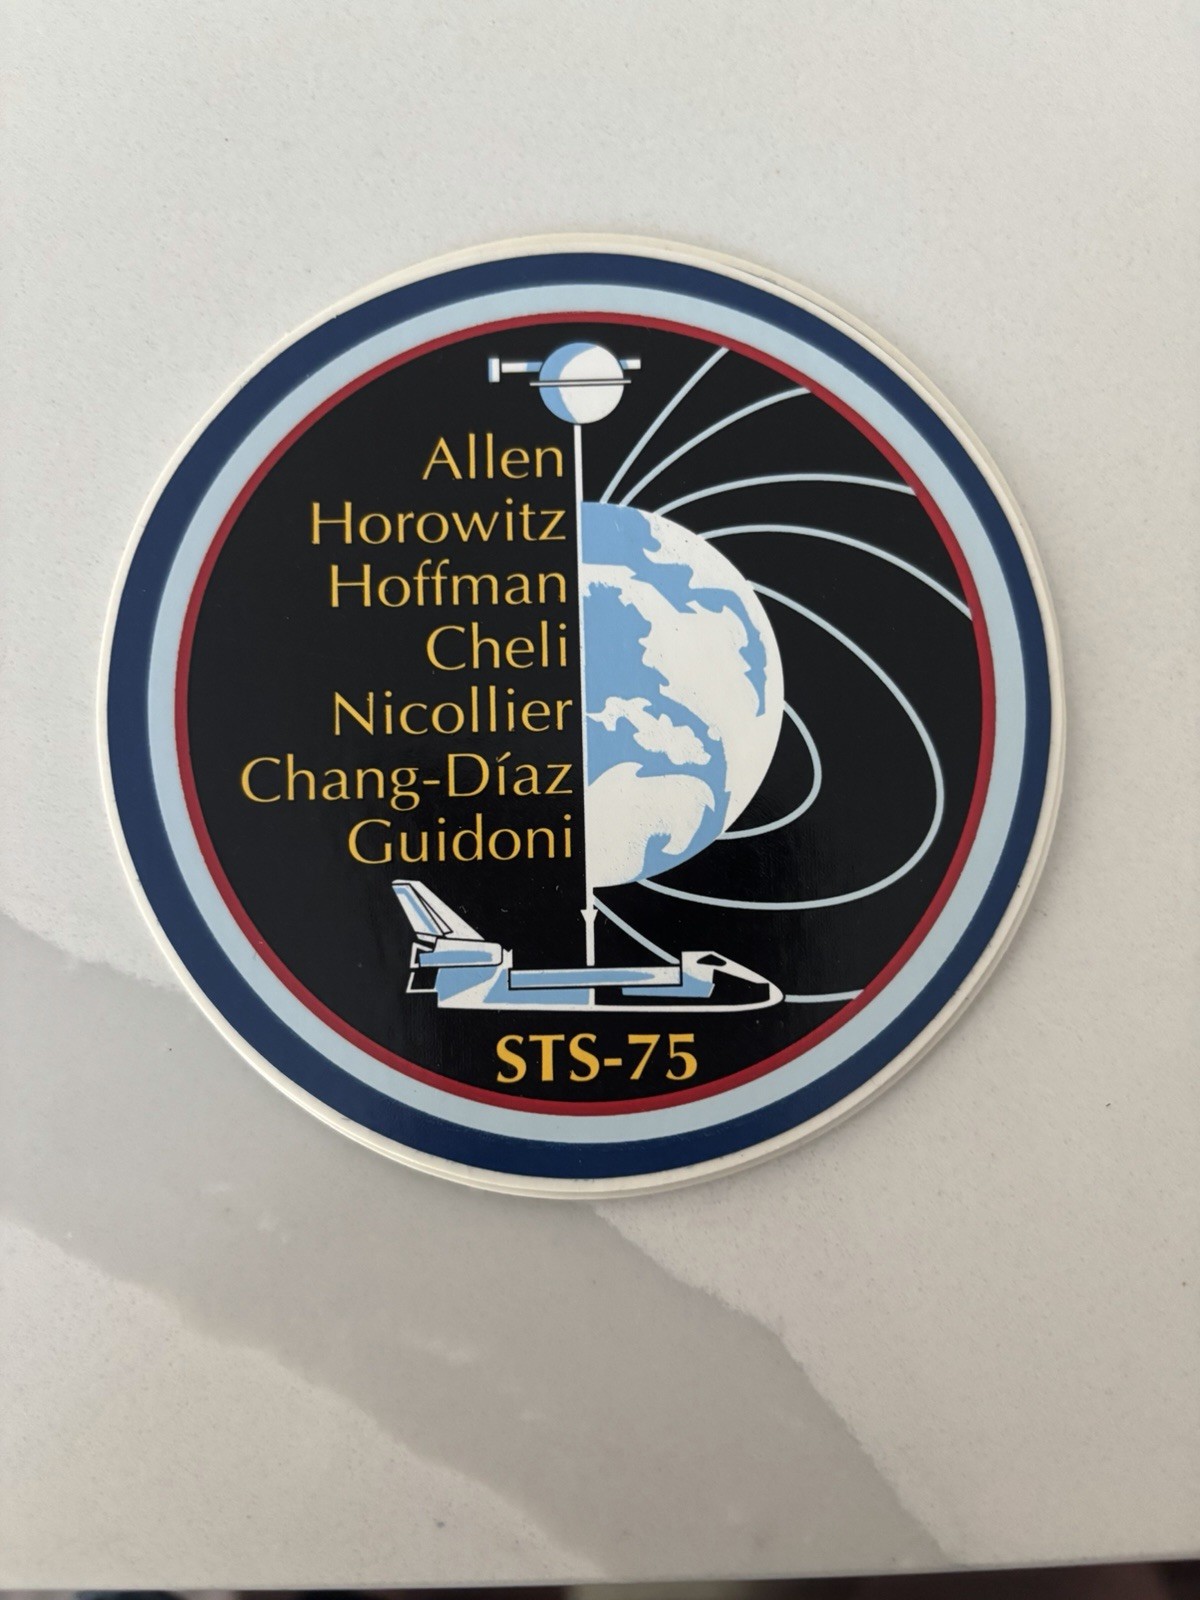 Allen
Horowitz
Hoffman
Cheli
Nicollier
Chang-Díaz
Guidoni
STS-75